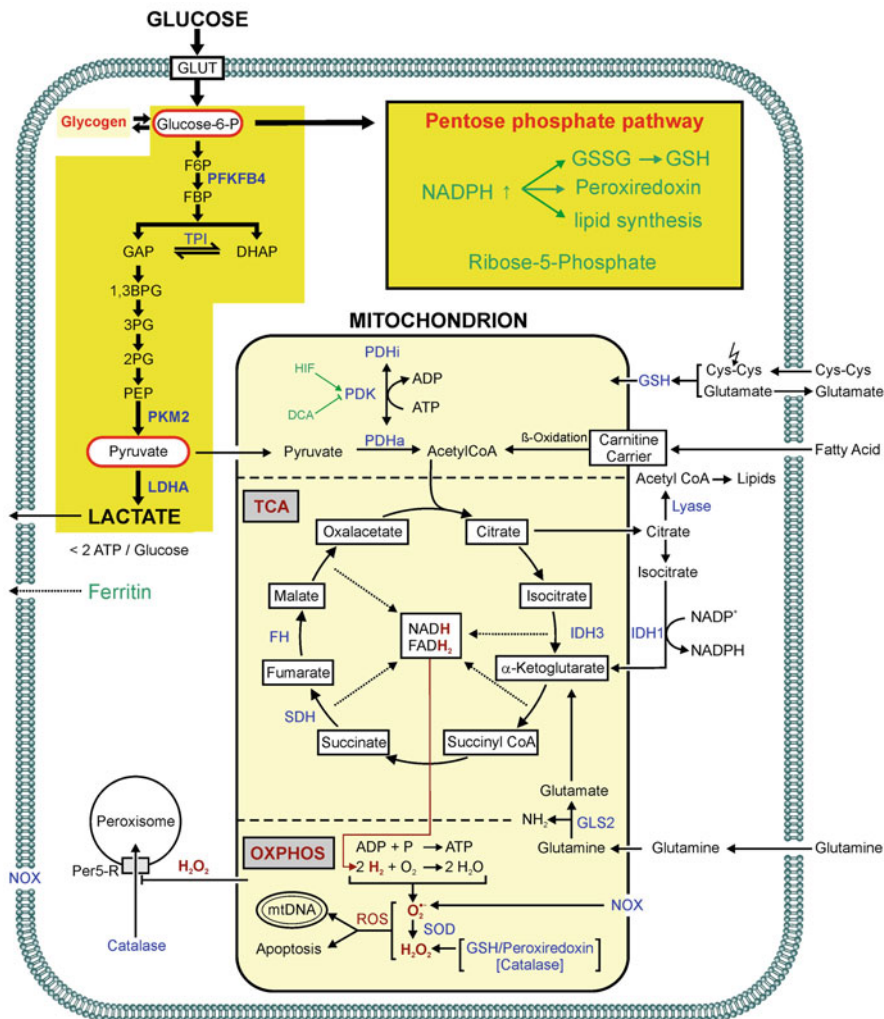 GLUCOSE
GLUT
Glycogen
Glucose-6-P
F6P
PFKFB4
FBP
TPI
GAP
DHAP
1,3BPG
3PG
2PG
PEP
PKM2
Pyruvate
LDHA
LACTATE
< 2 ATP / Glucose
Ferritin
Pentose phosphate pathway
GSSG
GSH
NADPH ↑
Peroxiredoxin
lipid synthesis
Ribose-5-Phosphate
MITOCHONDRION
PDHi
HIF
ADP
PDK
DCA
ATP
Pyruvate
PDHa
AcetylCoA
ß-Oxidation
Carnitine
Carrier
Fatty Acid
GSH
Cys-Cys
Cys-Cys
Glutamate
Glutamate
Acetyl CoA
Lipids
Lyase
Citrate
Isocitrate
IDH1
NADP⁺
NADPH
TCA
Oxalacetate
Citrate
Malate
Isocitrate
FH
NADH
FADH₂
IDH3
Fumarate
α-Ketoglutarate
SDH
Succinate
Succinyl CoA
Glutamate
NH₂
GLS2
Glutamine
Glutamine
Glutamine
OXPHOS
ADP + P → ATP
2 H₂ + O₂ → 2 H₂O
Peroxisome
Per5-R
H₂O₂
NOX
Catalase
mtDNA
ROS
Apoptosis
O₂•⁻
NOX
SOD
H₂O₂
GSH/Peroxiredoxin
[Catalase]